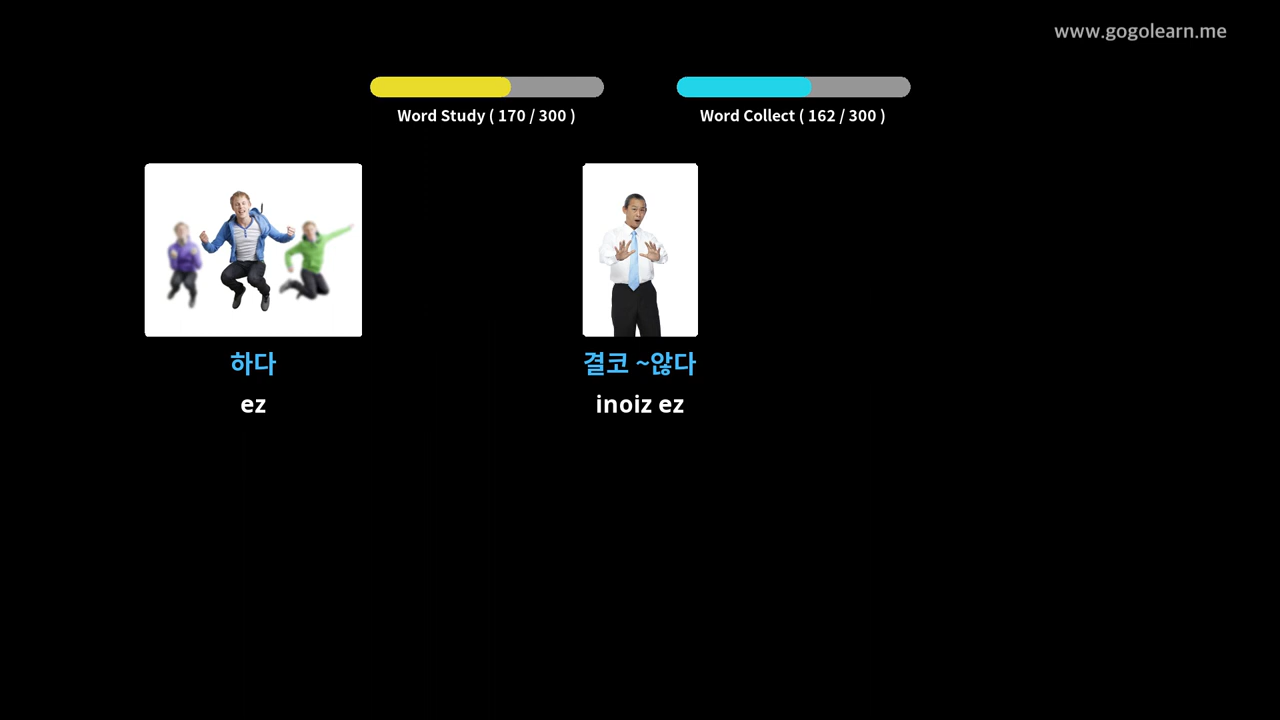 www.gogolearn.me
Word Study ( 170 / 300 )
Word Collect ( 162 / 300 )
하다
ez
결코 ~않다
inoiz ez